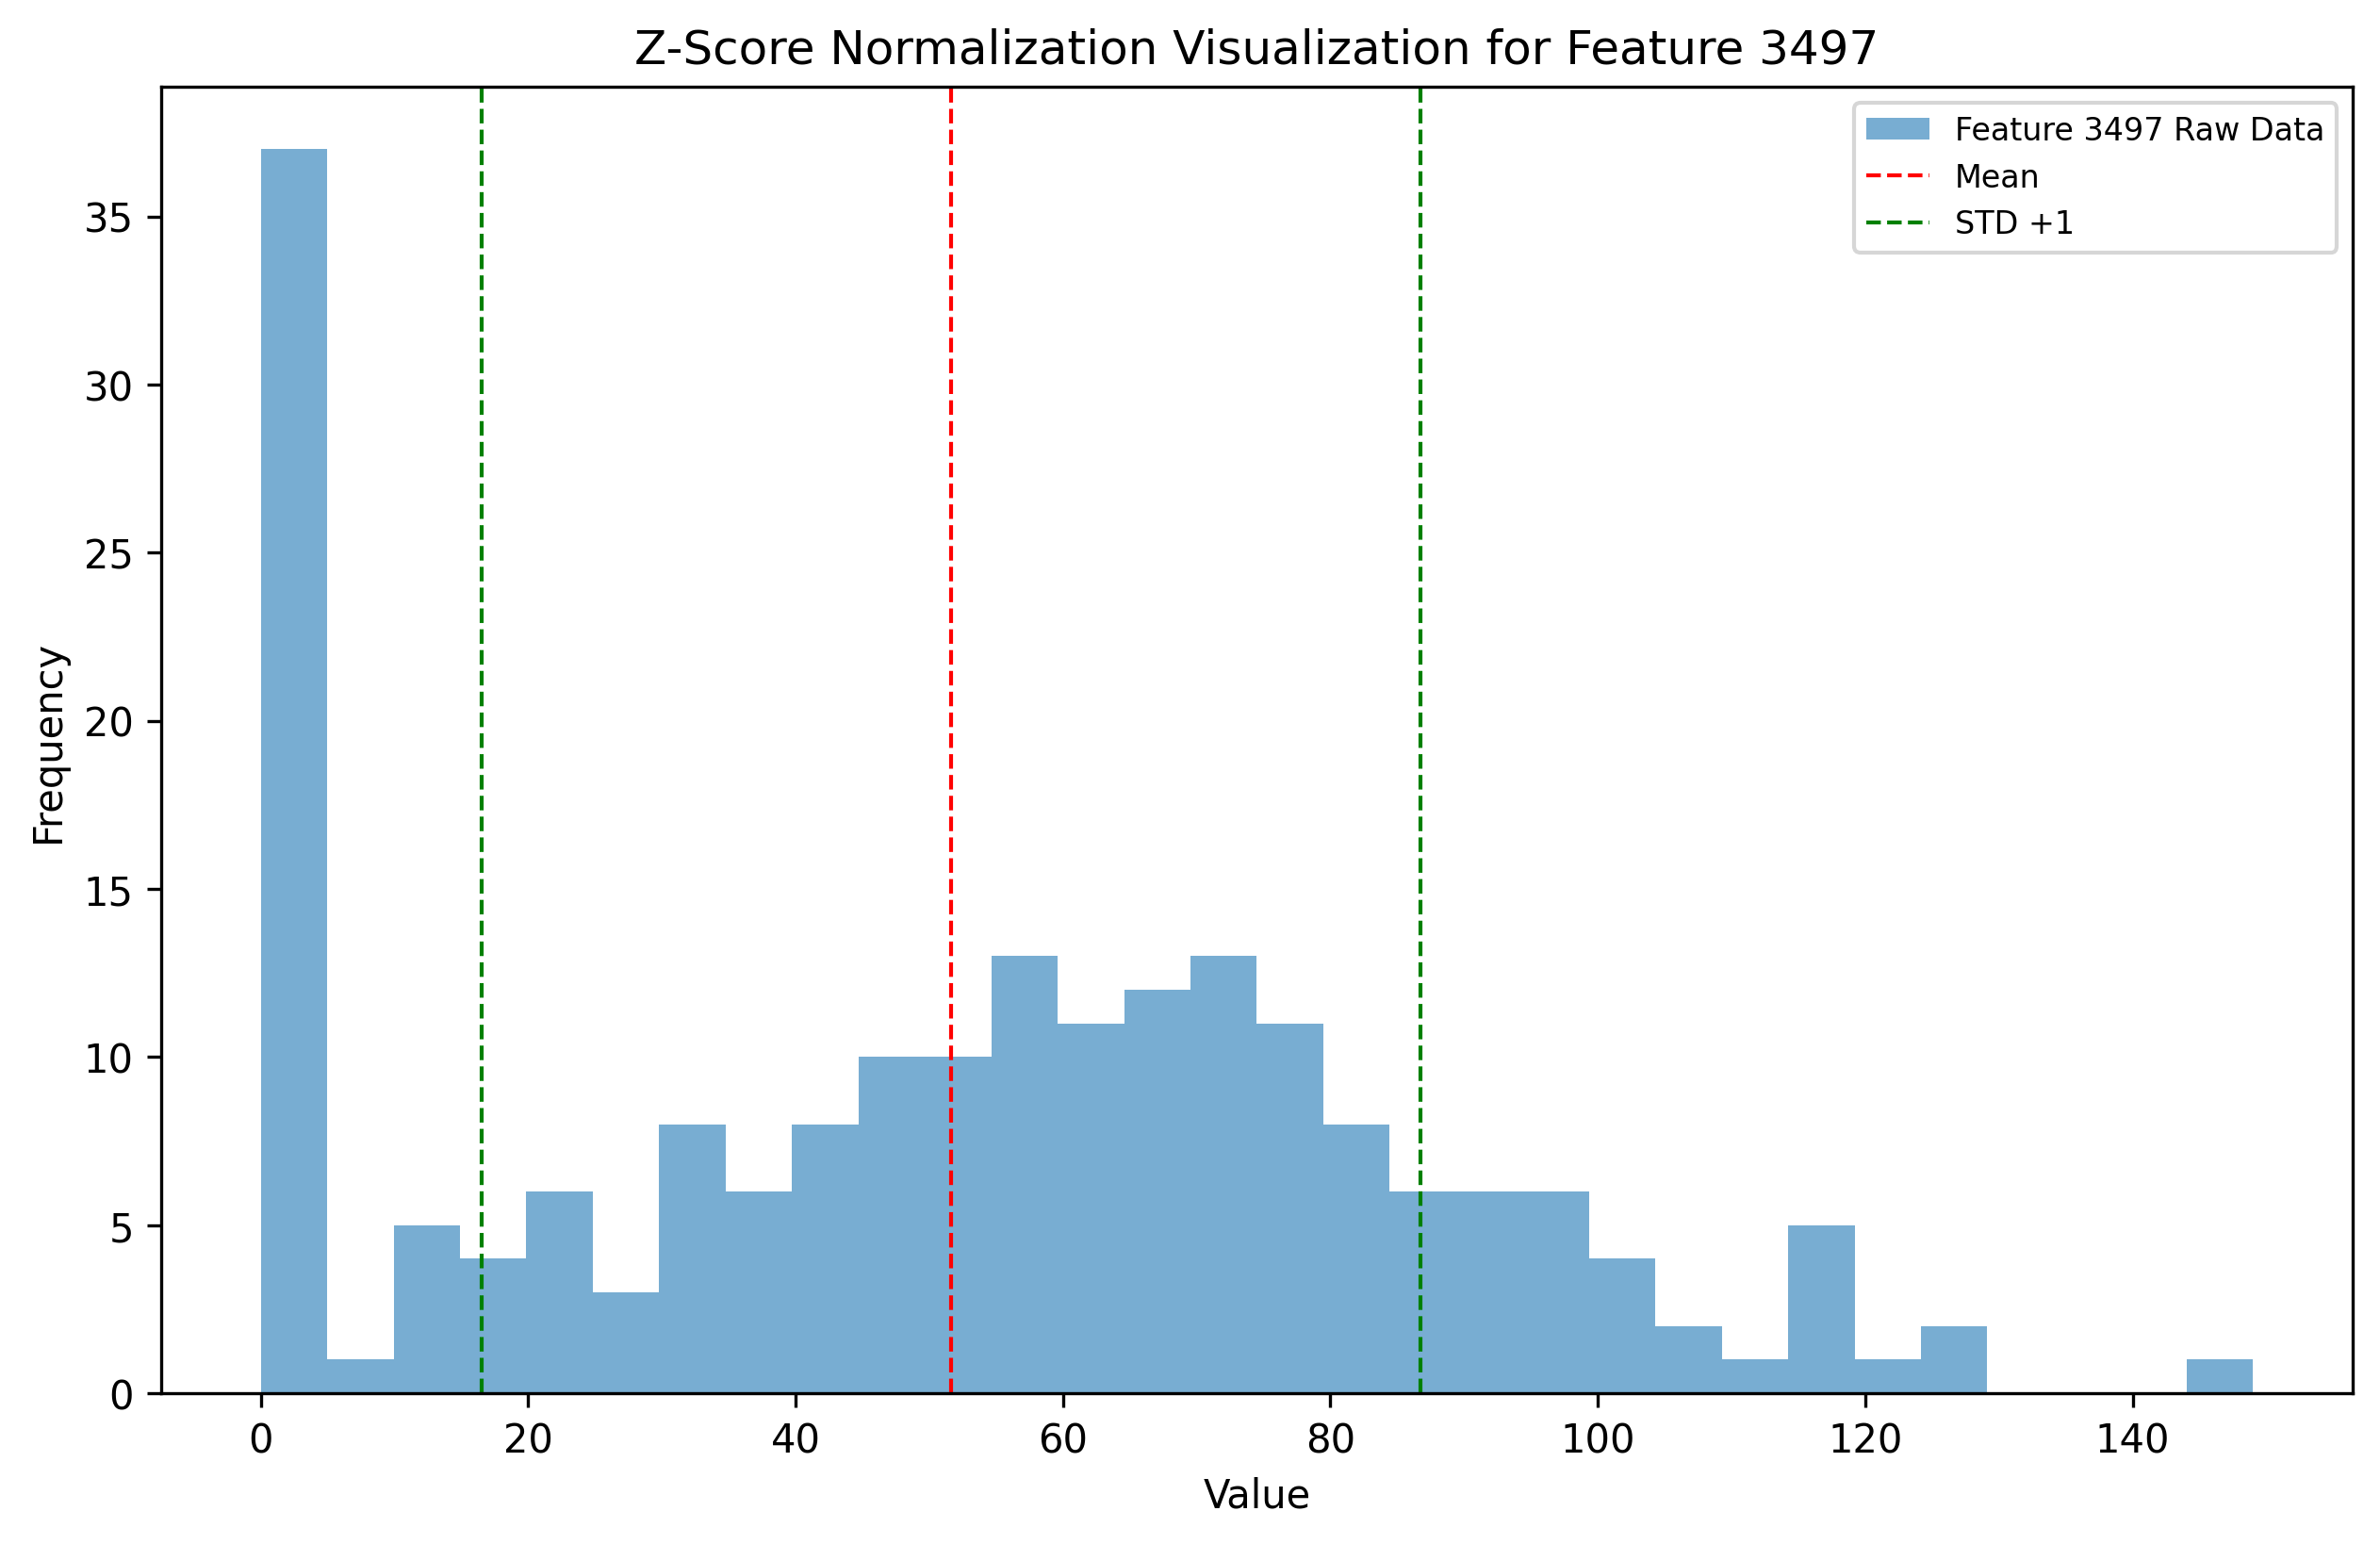 Z-Score Normalization Visualization for Feature 3497
Feature 3497 Raw Data
Mean
STD +1
35
30
25
20
15
10
5
0
Frequency
0 20 40 60 80 100 120 140
Value